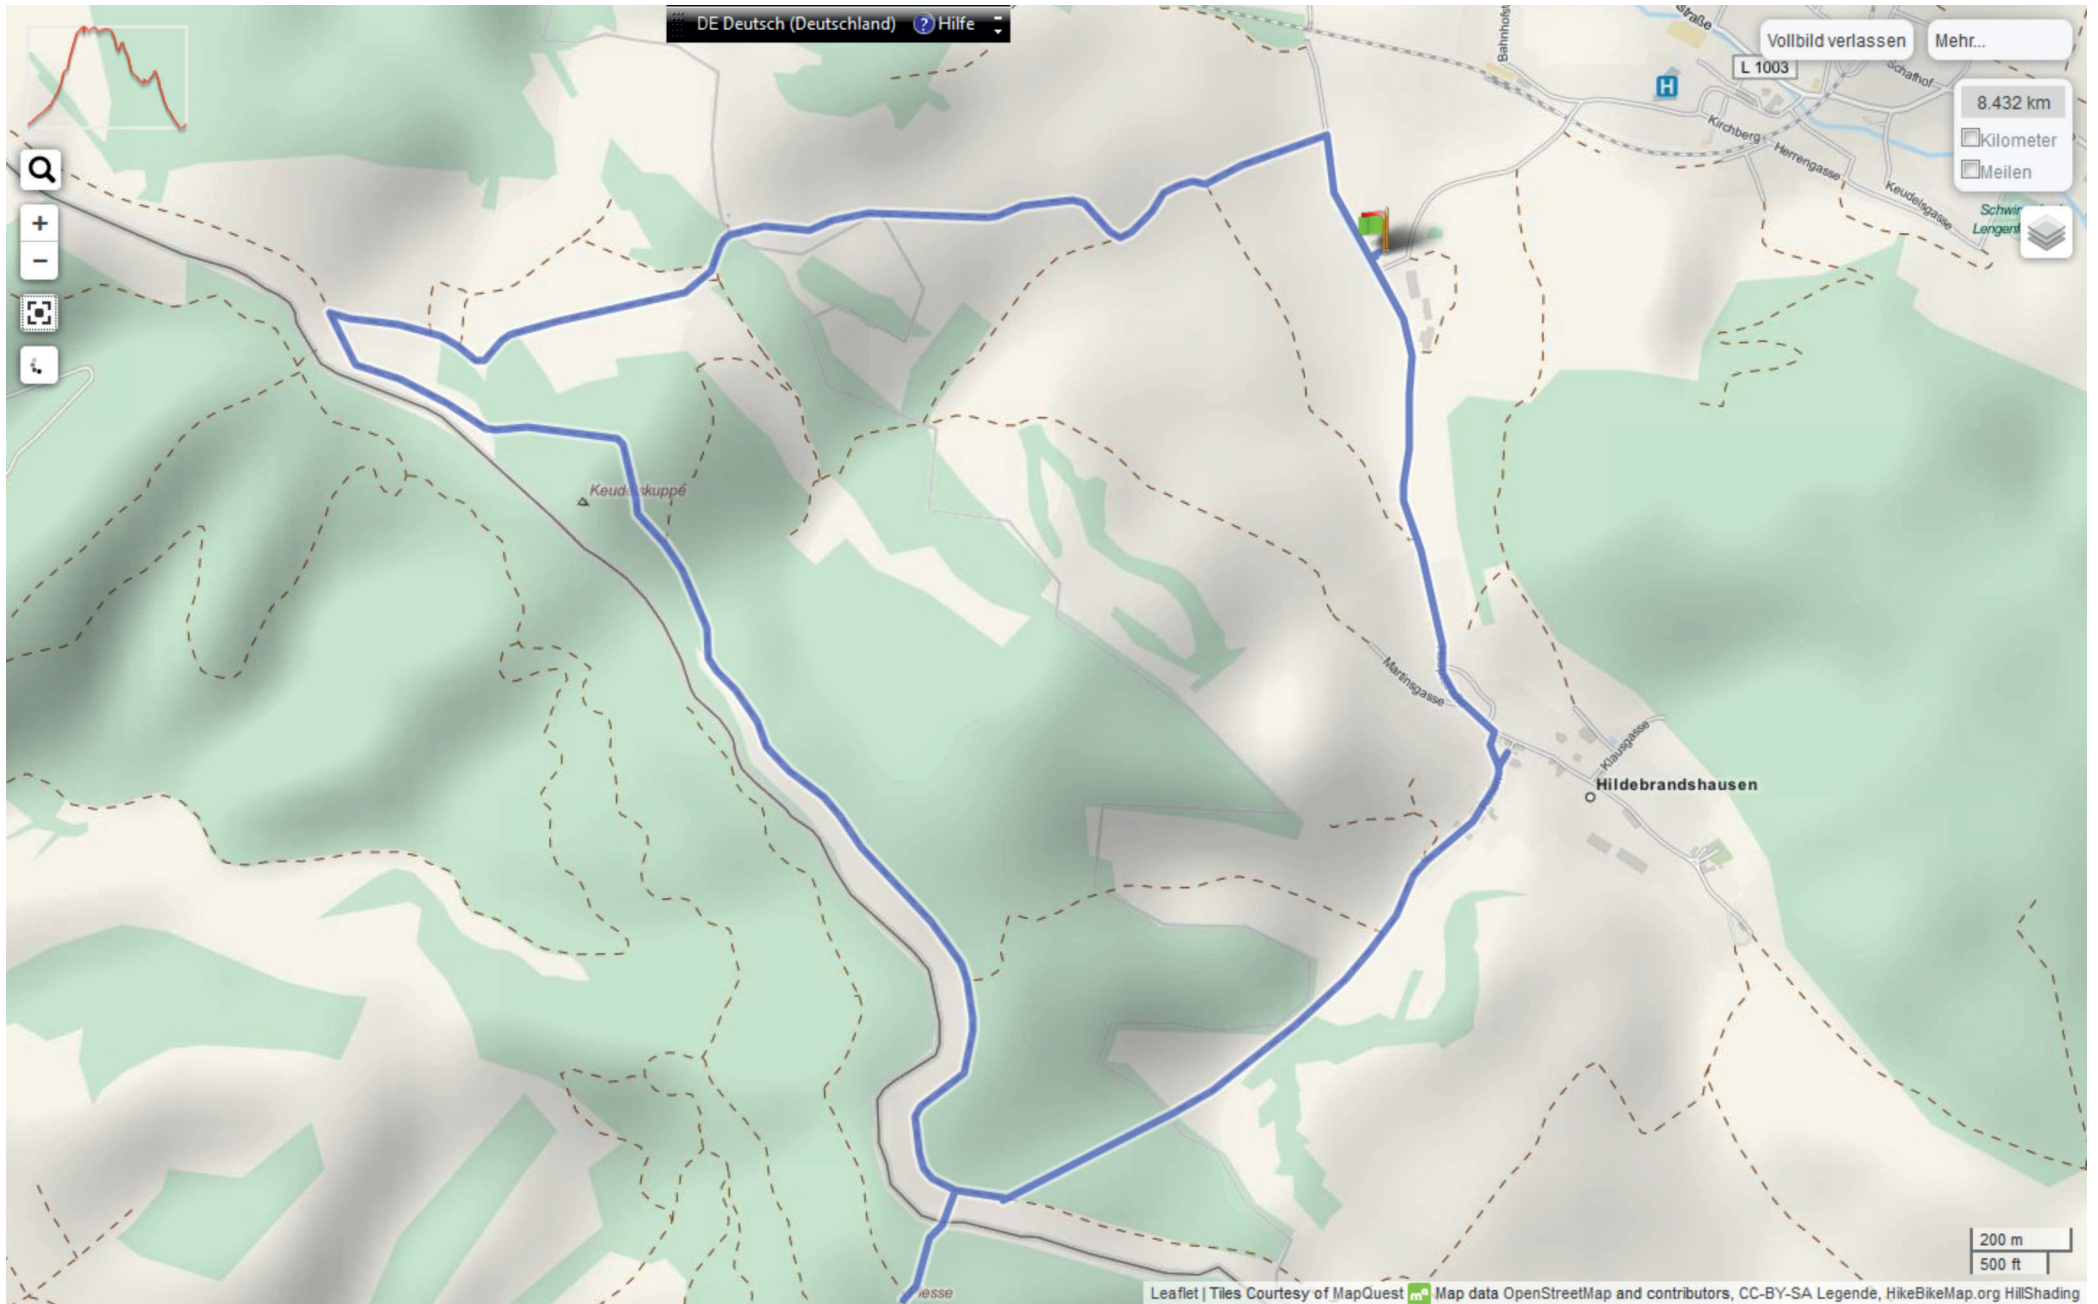 DE Deutsch (Deutschland) ? Hilfe
Vollbild verlassen
Mehr...
L 1003
Schafhof
8.432 km
Kilometer
Meilen
Kirchberg
Herrengasse
Keudelsgasse
+
−
Martinsgasse
Klausgasse
Hildebrandshausen
200 m
500 ft
Leaflet | Tiles Courtesy of MapQuest Map data OpenStreetMap and contributors, CC-BY-SA Legende, HikeBikeMap.org HillShading